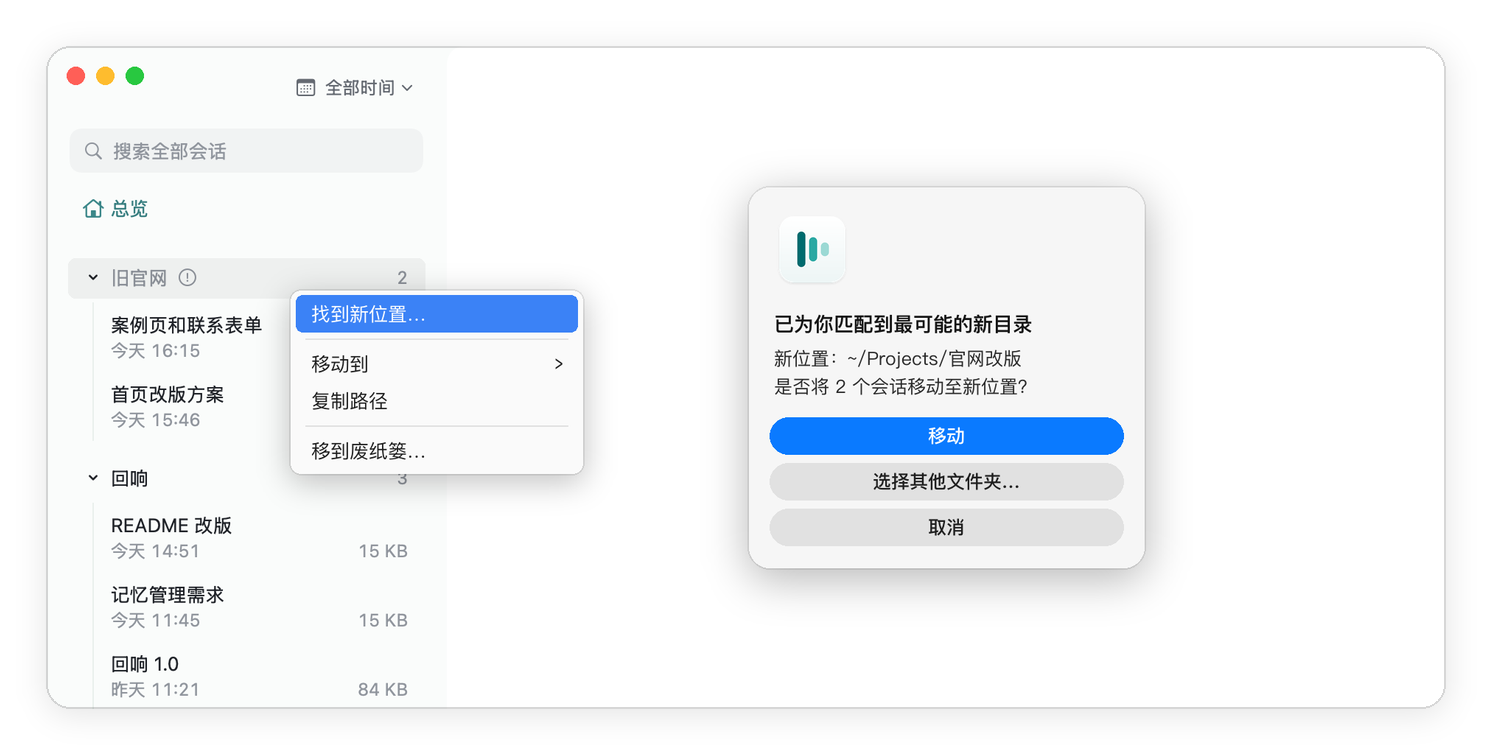 全部时间
搜索全部会话
总览
旧官网 2
案例页和联系表单
今天 16:15
首页改版方案
今天 15:46
回响 3
README 改版
今天 14:51 15 KB
记忆管理需求
今天 11:45 15 KB
回响 1.0
昨天 11:21 84 KB
找到新位置...
移动到
复制路径
移到废纸篓...
已为你匹配到最可能的新目录
新位置：~/Projects/官网改版
是否将 2 个会话移动至新位置？
移动
选择其他文件夹...
取消